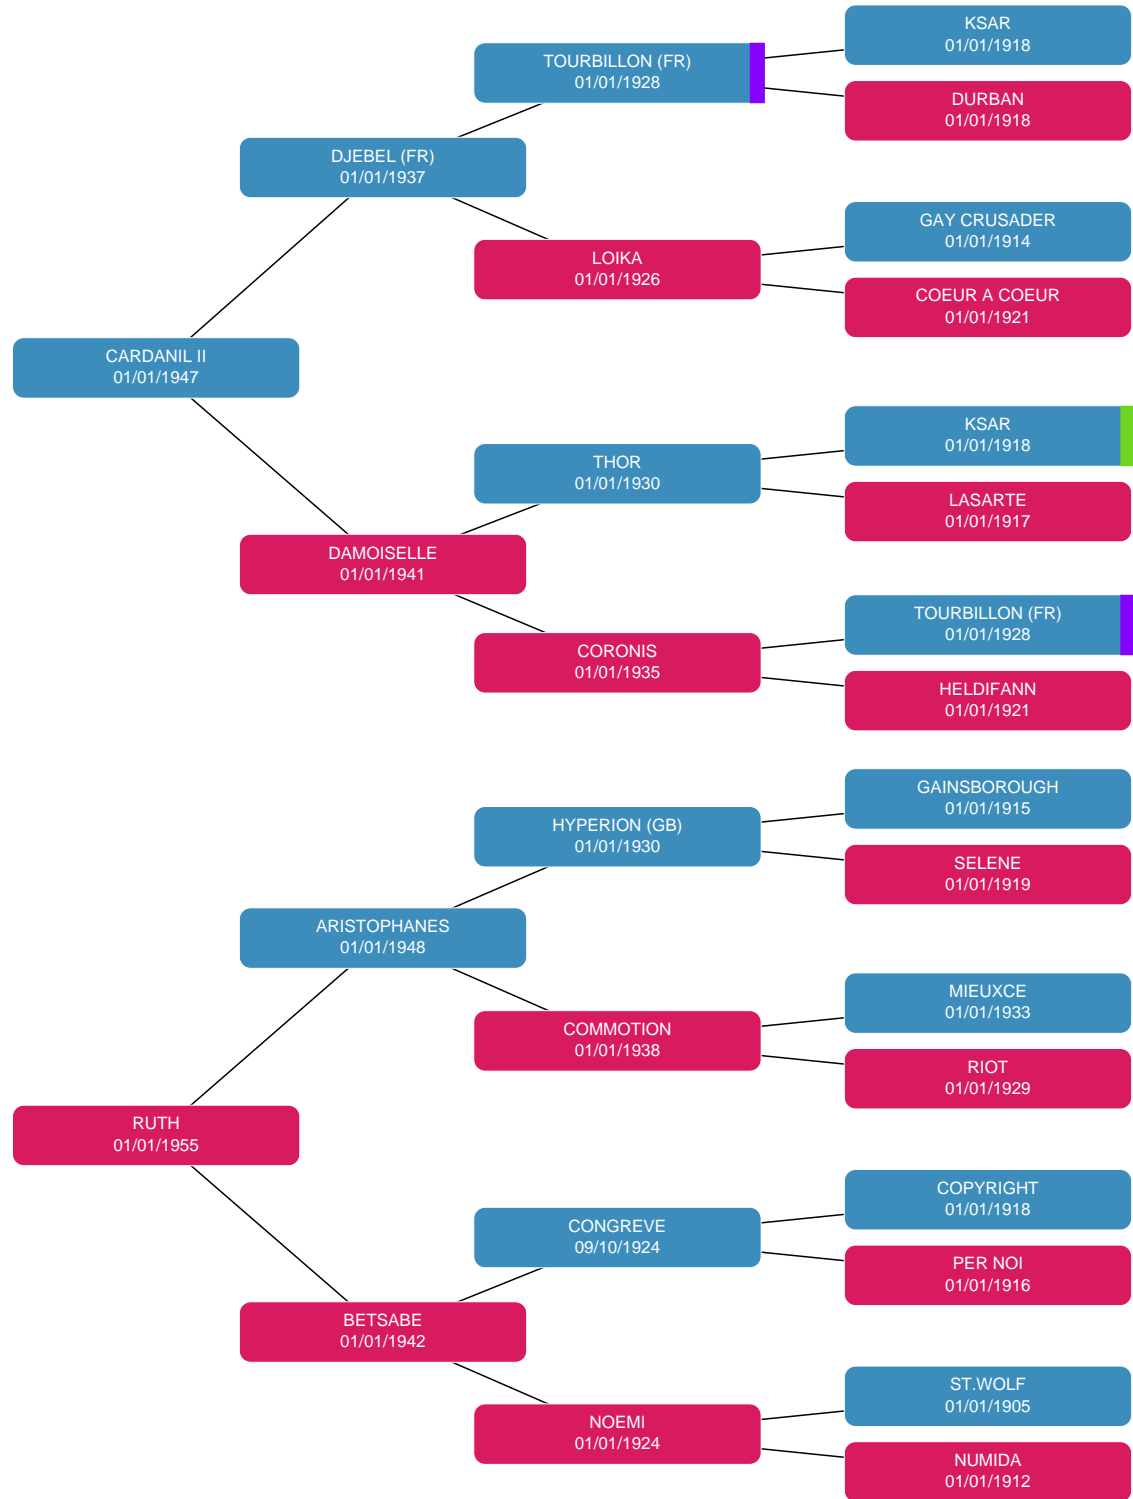 KSAR
01/01/1918
TOURBILLON (FR)
01/01/1928
DURBAN
01/01/1918
DJEBEL (FR)
01/01/1937
GAY CRUSADER
01/01/1914
LOIKA
01/01/1926
COEUR A COEUR
01/01/1921
CARDANIL II
01/01/1947
KSAR
01/01/1918
THOR
01/01/1930
LASARTE
01/01/1917
DAMOISELLE
01/01/1941
TOURBILLON (FR)
01/01/1928
CORONIS
01/01/1935
HELDIFANN
01/01/1921
GAINSBOROUGH
01/01/1915
HYPERION (GB)
01/01/1930
SELENE
01/01/1919
ARISTOPHANES
01/01/1948
MIEUXCE
01/01/1933
COMMOTION
01/01/1938
RIOT
01/01/1929
RUTH
01/01/1955
COPYRIGHT
01/01/1918
CONGREVE
09/10/1924
PER NOI
01/01/1916
BETSABE
01/01/1942
ST.WOLF
01/01/1905
NOEMI
01/01/1924
NUMIDA
01/01/1912